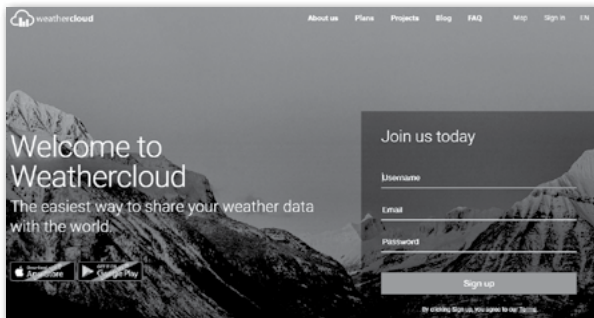 weathercloud
About us Plans Projects Blog FAQ Map Sign in EN
Welcome to
Weathercloud
The easiest way to share your weather data
with the world.
App Store
Google Play
Join us today
Username
Email
Password
Sign up
By clicking Sign up, you agree to our Terms.